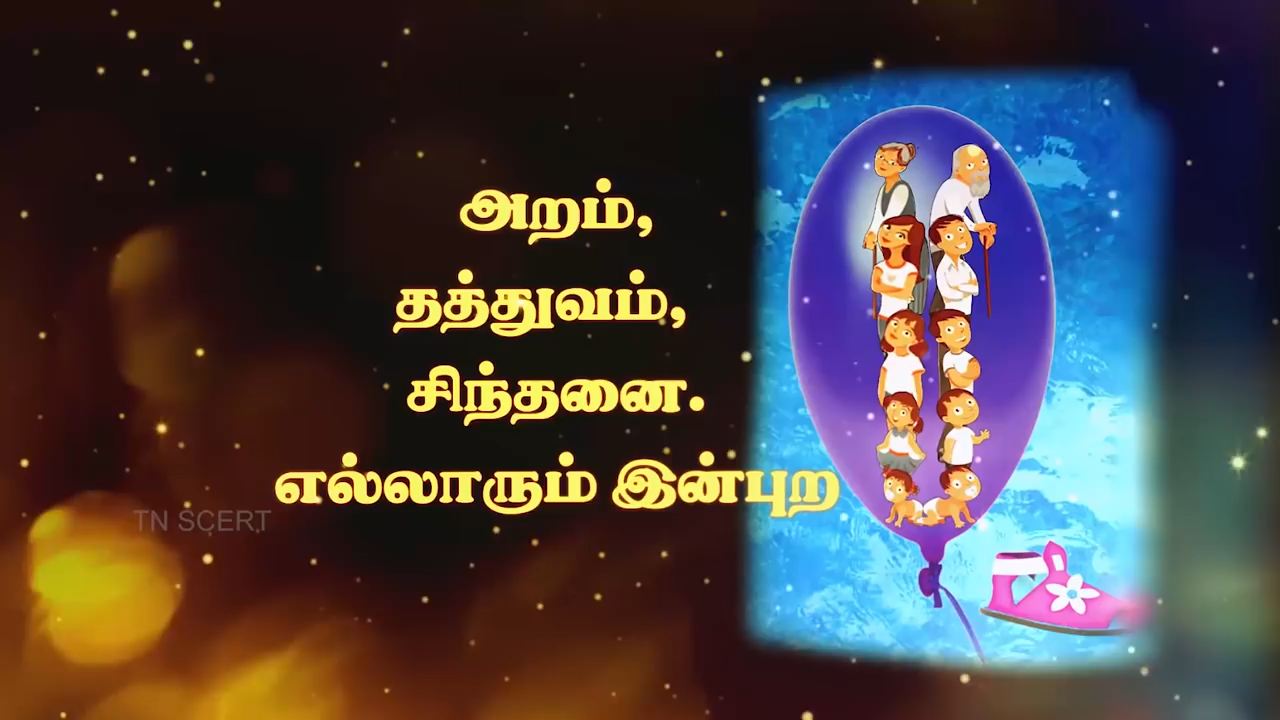 அறம்,
தத்துவம்,
சிந்தனை.
எல்லாரும் இன்புற
TN SCERT